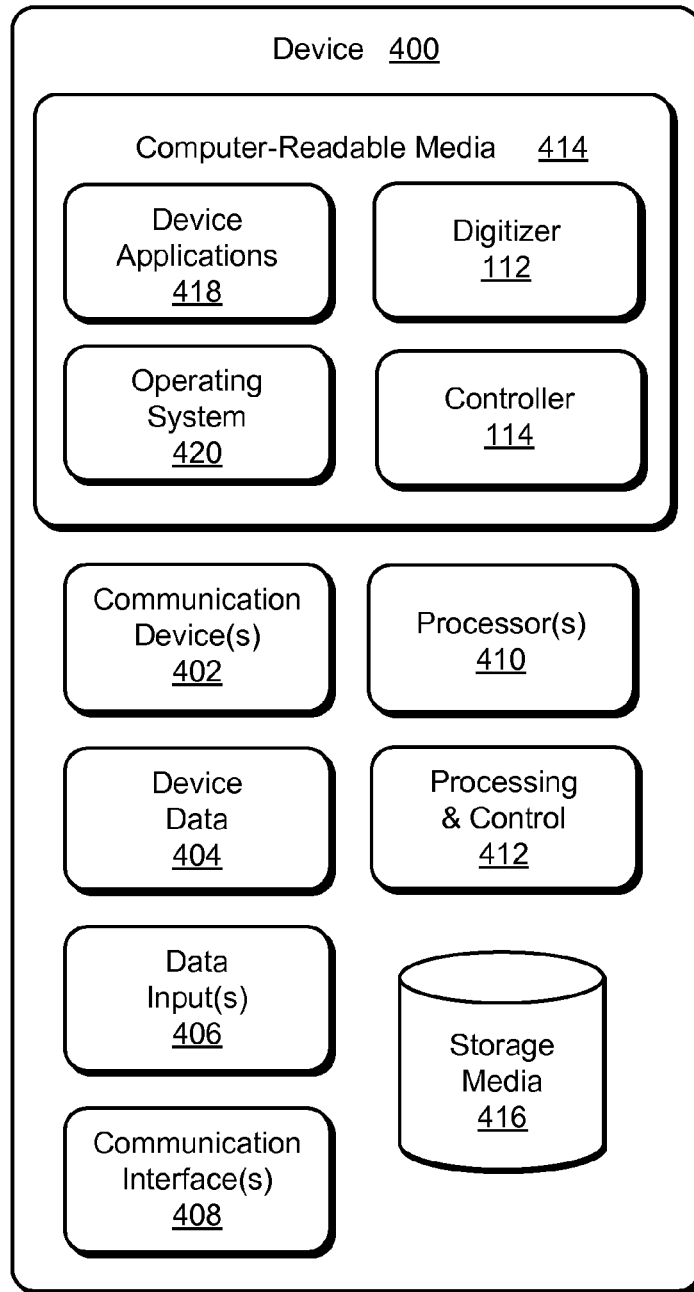 Device 400
Computer-Readable Media 414
Device
Applications
418
Digitizer
112
Operating
System
420
Controller
114
Communication
Device(s)
402
Processor(s)
410
Device
Data
404
Processing
& Control
412
Data
Input(s)
406
Storage
Media
416
Communication
Interface(s)
408